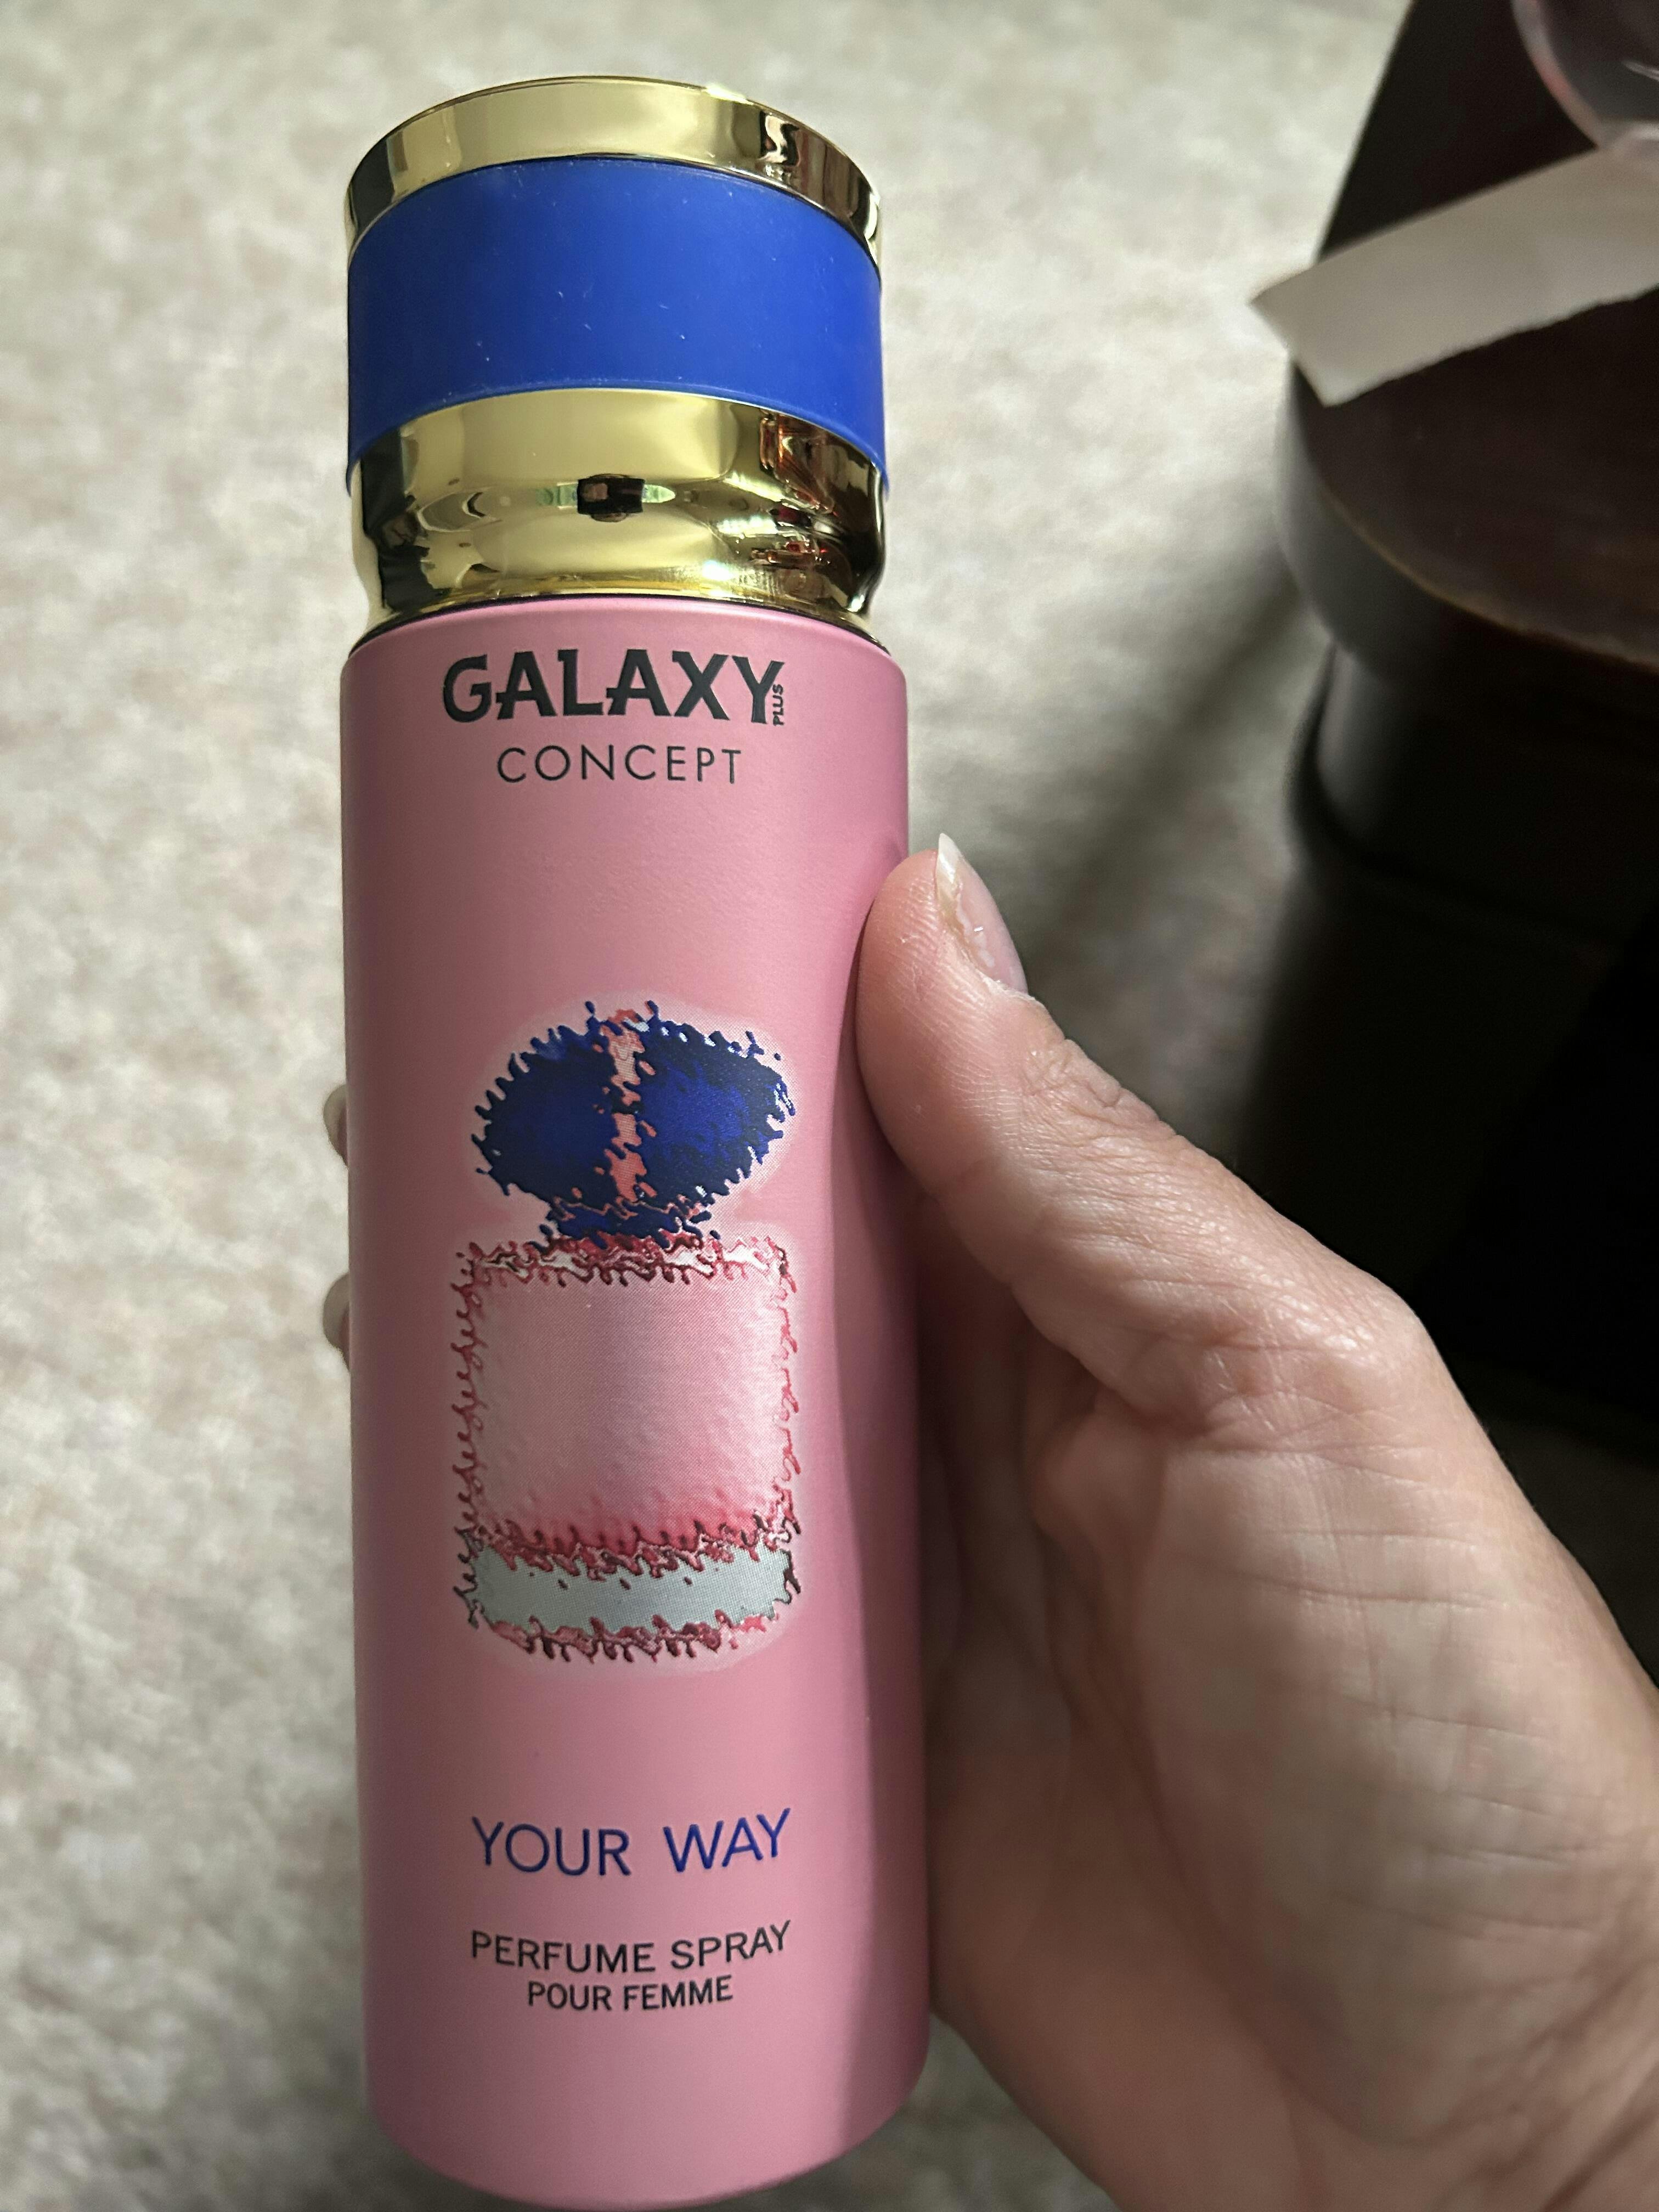 GALAXY PLUS
CONCEPT
YOUR WAY
PERFUME SPRAY
POUR FEMME